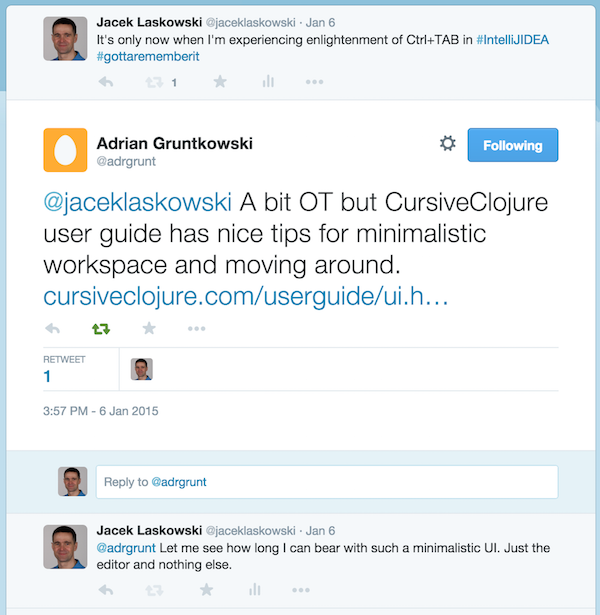 Jacek Laskowski @jaceklaskowski · Jan 6
It's only now when I'm experiencing enlightenment of Ctrl+TAB in #IntelliJIDEA
#gottarememberit
1
Adrian Gruntkowski
@adrgrunt
Following
@jaceklaskowski A bit OT but CursiveClojure
user guide has nice tips for minimalistic
workspace and moving around.
cursiveclojure.com/userguide/ui.h…
RETWEET
1
3:57 PM - 6 Jan 2015
Reply to @adrgrunt
Jacek Laskowski @jaceklaskowski · Jan 6
@adrgrunt Let me see how long I can bear with such a minimalistic UI. Just the
editor and nothing else.